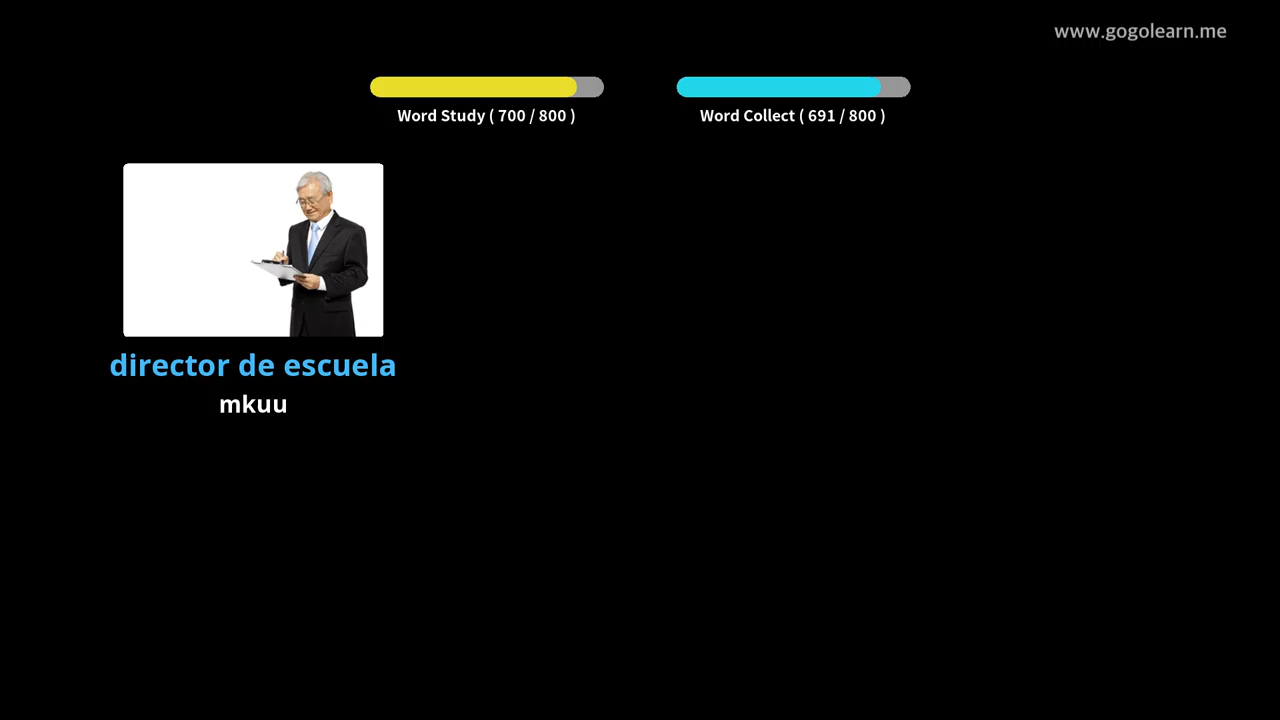 www.gogolearn.me
Word Study ( 700 / 800 )
Word Collect ( 691 / 800 )
director de escuela
mkuu